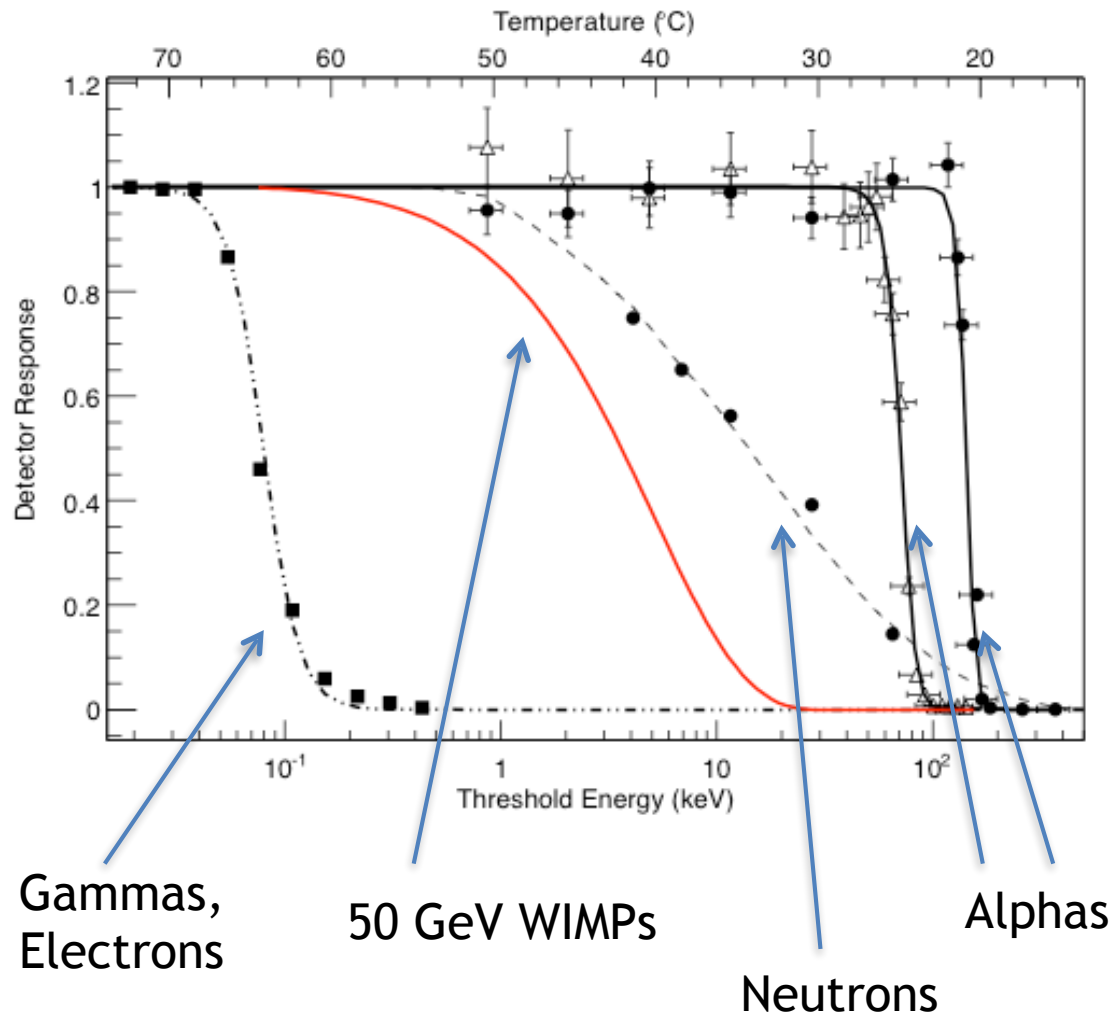 Temperature (°C)
70 60 50 40 30 20
1.2
1
0.8
0.6
0.4
0.2
0
Detector Response
10⁻¹ 1 10 10²
Threshold Energy (keV)
Gammas,
Electrons
50 GeV WIMPs
Neutrons
Alphas